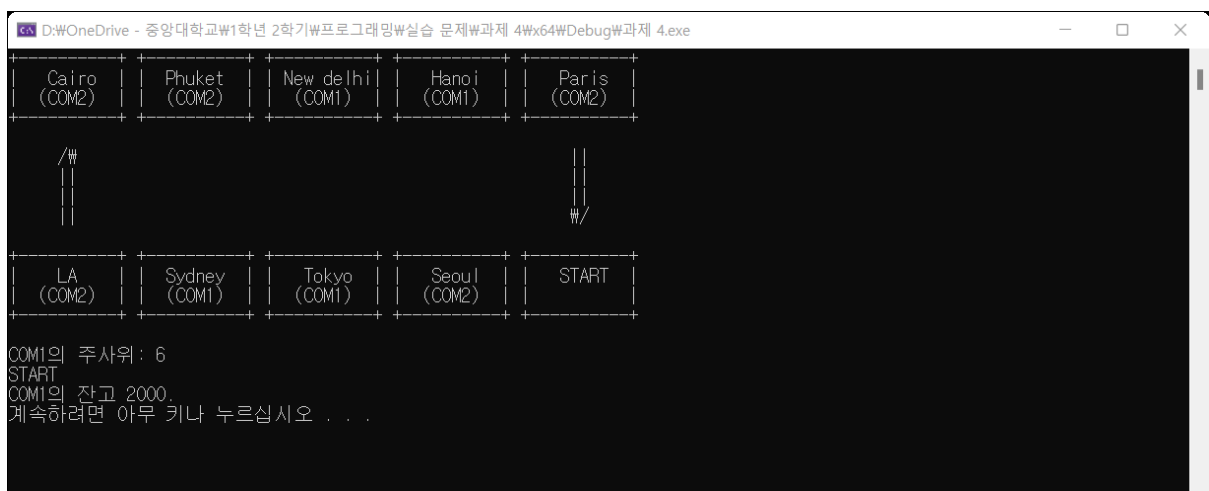 D:₩OneDrive - 중앙대학교₩1학년 2학기₩프로그래밍₩실습 문제₩과제 4₩x64₩Debug₩과제 4.exe
+----------+ +----------+ +----------+ +----------+ +----------+
|   Cairo  | |  Phuket  | | New delhi| |   Hanoi  | |   Paris  |
|  (COM2)  | |  (COM2)  | |  (COM1)  | |  (COM1)  | |  (COM2)  |
+----------+ +----------+ +----------+ +----------+ +----------+
/₩ ||
|| ||
|| ||
|| ₩/
+----------+ +----------+ +----------+ +----------+ +----------+
|    LA    | |  Sydney  | |   Tokyo  | |   Seoul  | |   START  |
|  (COM2)  | |  (COM1)  | |  (COM1)  | |  (COM2)  | |          |
+----------+ +----------+ +----------+ +----------+ +----------+
COM1의 주사위: 6
START
COM1의 잔고 2000.
계속하려면 아무 키나 누르십시오 . . .